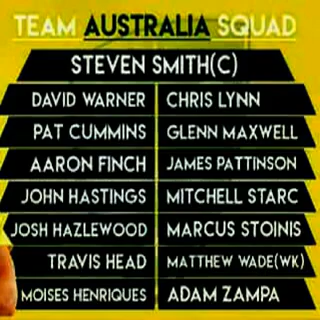 TEAM AUSTRALIA SQUAD
STEVEN SMITH(C)
DAVID WARNER CHRIS LYNN
PAT CUMMINS GLENN MAXWELL
AARON FINCH JAMES PATTINSON
JOHN HASTINGS MITCHELL STARC
JOSH HAZLEWOOD MARCUS STOINIS
TRAVIS HEAD MATTHEW WADE(WK)
MOISES HENRIQUES ADAM ZAMPA